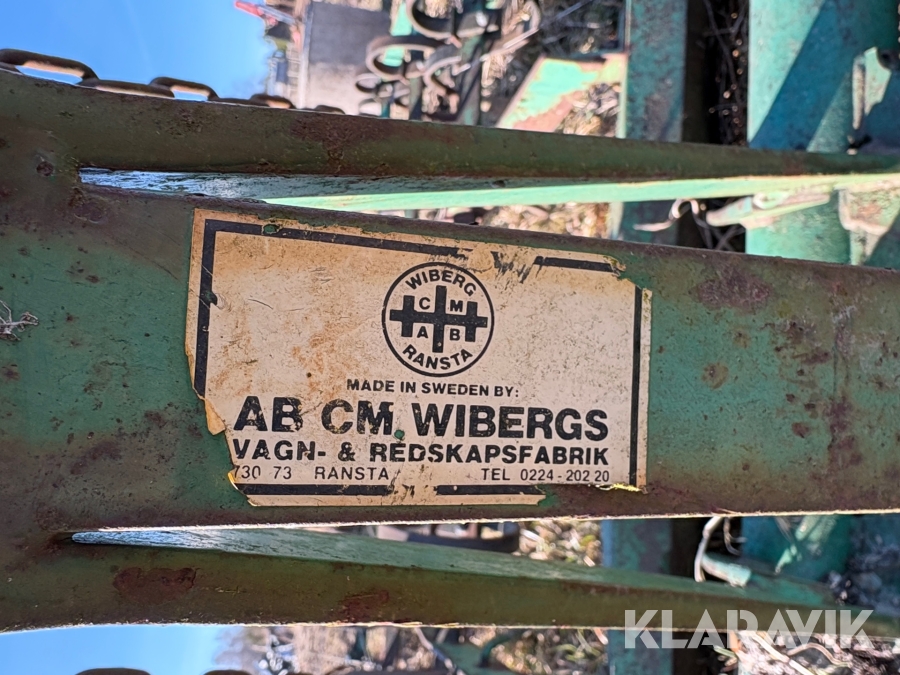 WIBERG
C M
A B
RANSTA
MADE IN SWEDEN BY:
AB CM WIBERGS
VAGN- & REDSKAPSFABRIK
730 73 RANSTA TEL 0224-202 20
KLARAVIK